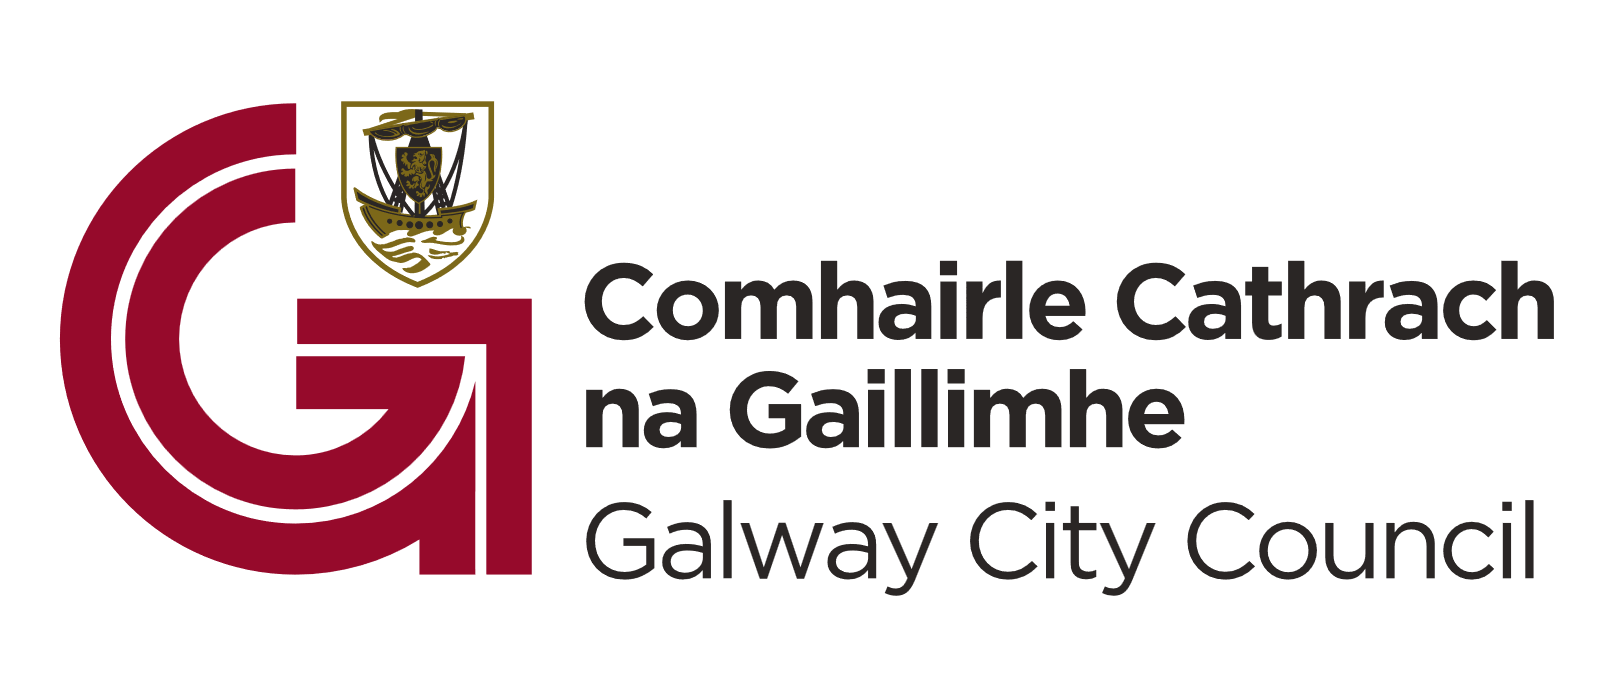 Comhairle Cathrach
na Gaillimhe
Galway City Council